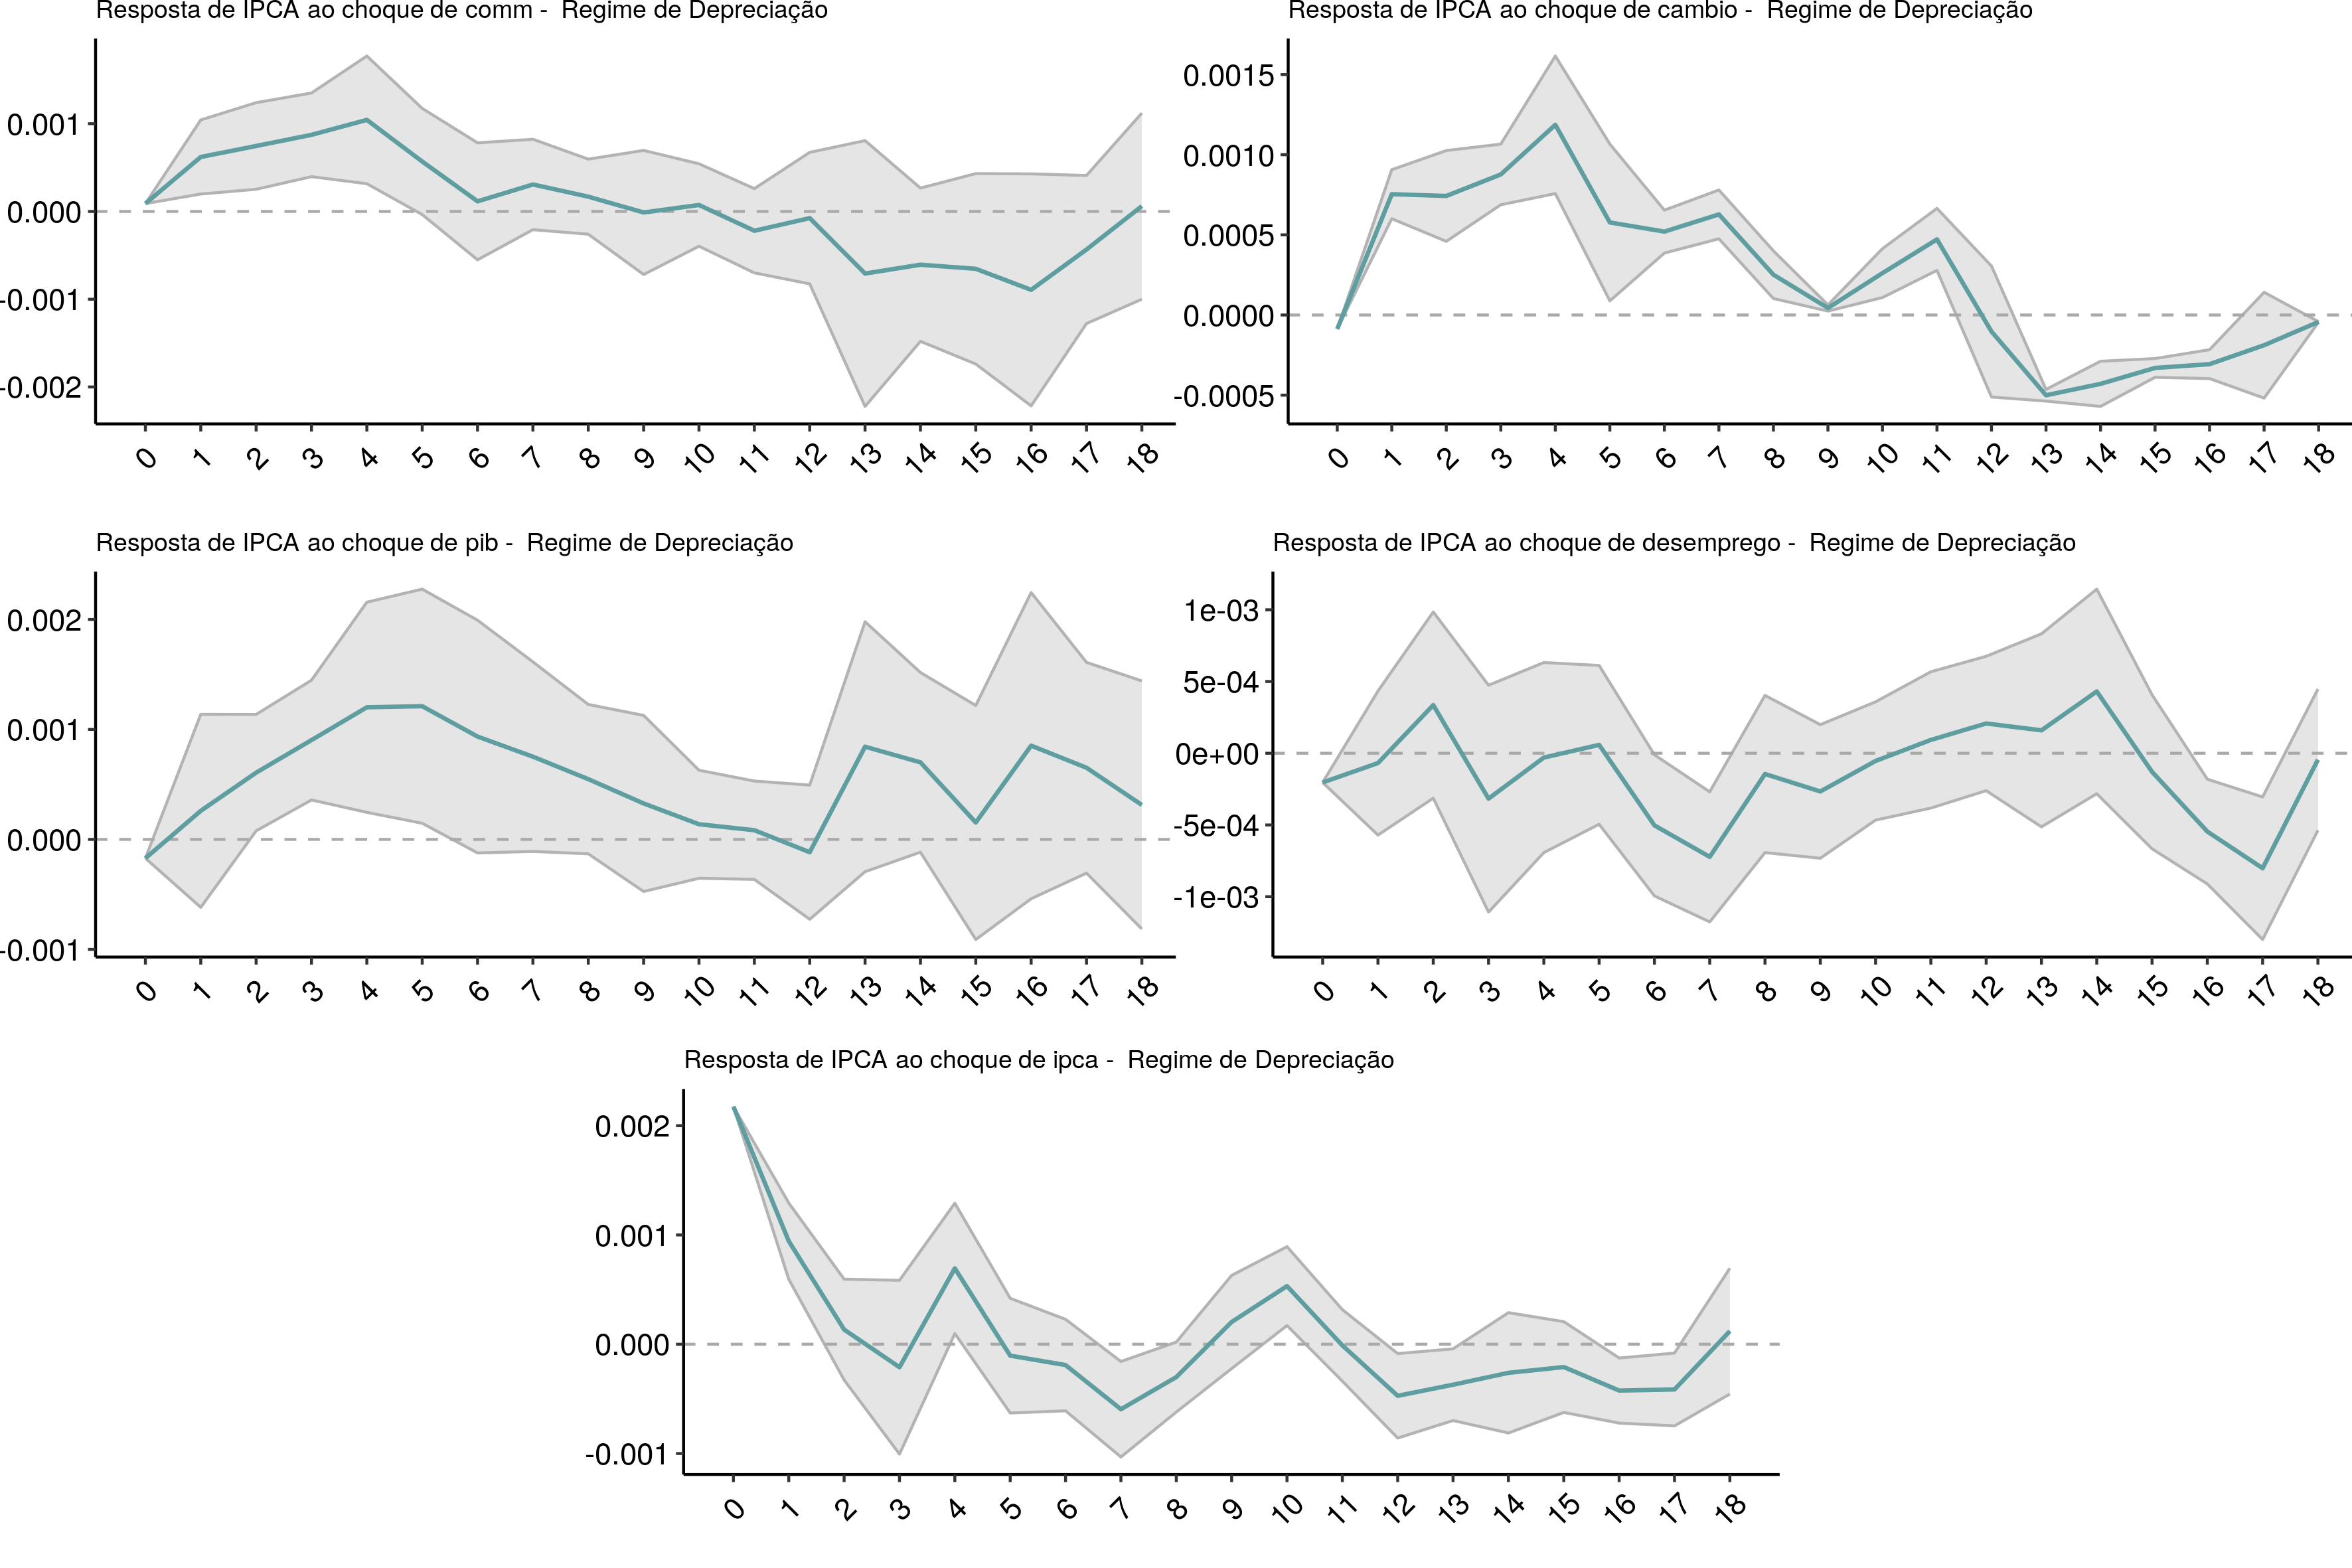 Resposta de IPCA ao choque de comm -  Regime de Depreciação
0.001
0.000
-0.001
-0.002
0 1 2 3 4 5 6 7 8 9 10 11 12 13 14 15 16 17 18
Resposta de IPCA ao choque de cambio -  Regime de Depreciação
0.0015
0.0010
0.0005
0.0000
-0.0005
0 1 2 3 4 5 6 7 8 9 10 11 12 13 14 15 16 17 18
Resposta de IPCA ao choque de pib -  Regime de Depreciação
0.002
0.001
0.000
-0.001
0 1 2 3 4 5 6 7 8 9 10 11 12 13 14 15 16 17 18
Resposta de IPCA ao choque de desemprego -  Regime de Depreciação
1e-03
5e-04
0e+00
-5e-04
-1e-03
0 1 2 3 4 5 6 7 8 9 10 11 12 13 14 15 16 17 18
Resposta de IPCA ao choque de ipca -  Regime de Depreciação
0.002
0.001
0.000
-0.001
0 1 2 3 4 5 6 7 8 9 10 11 12 13 14 15 16 17 18